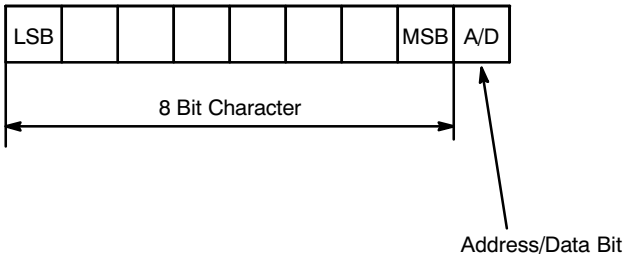 LSB MSB A/D
8 Bit Character
Address/Data Bit